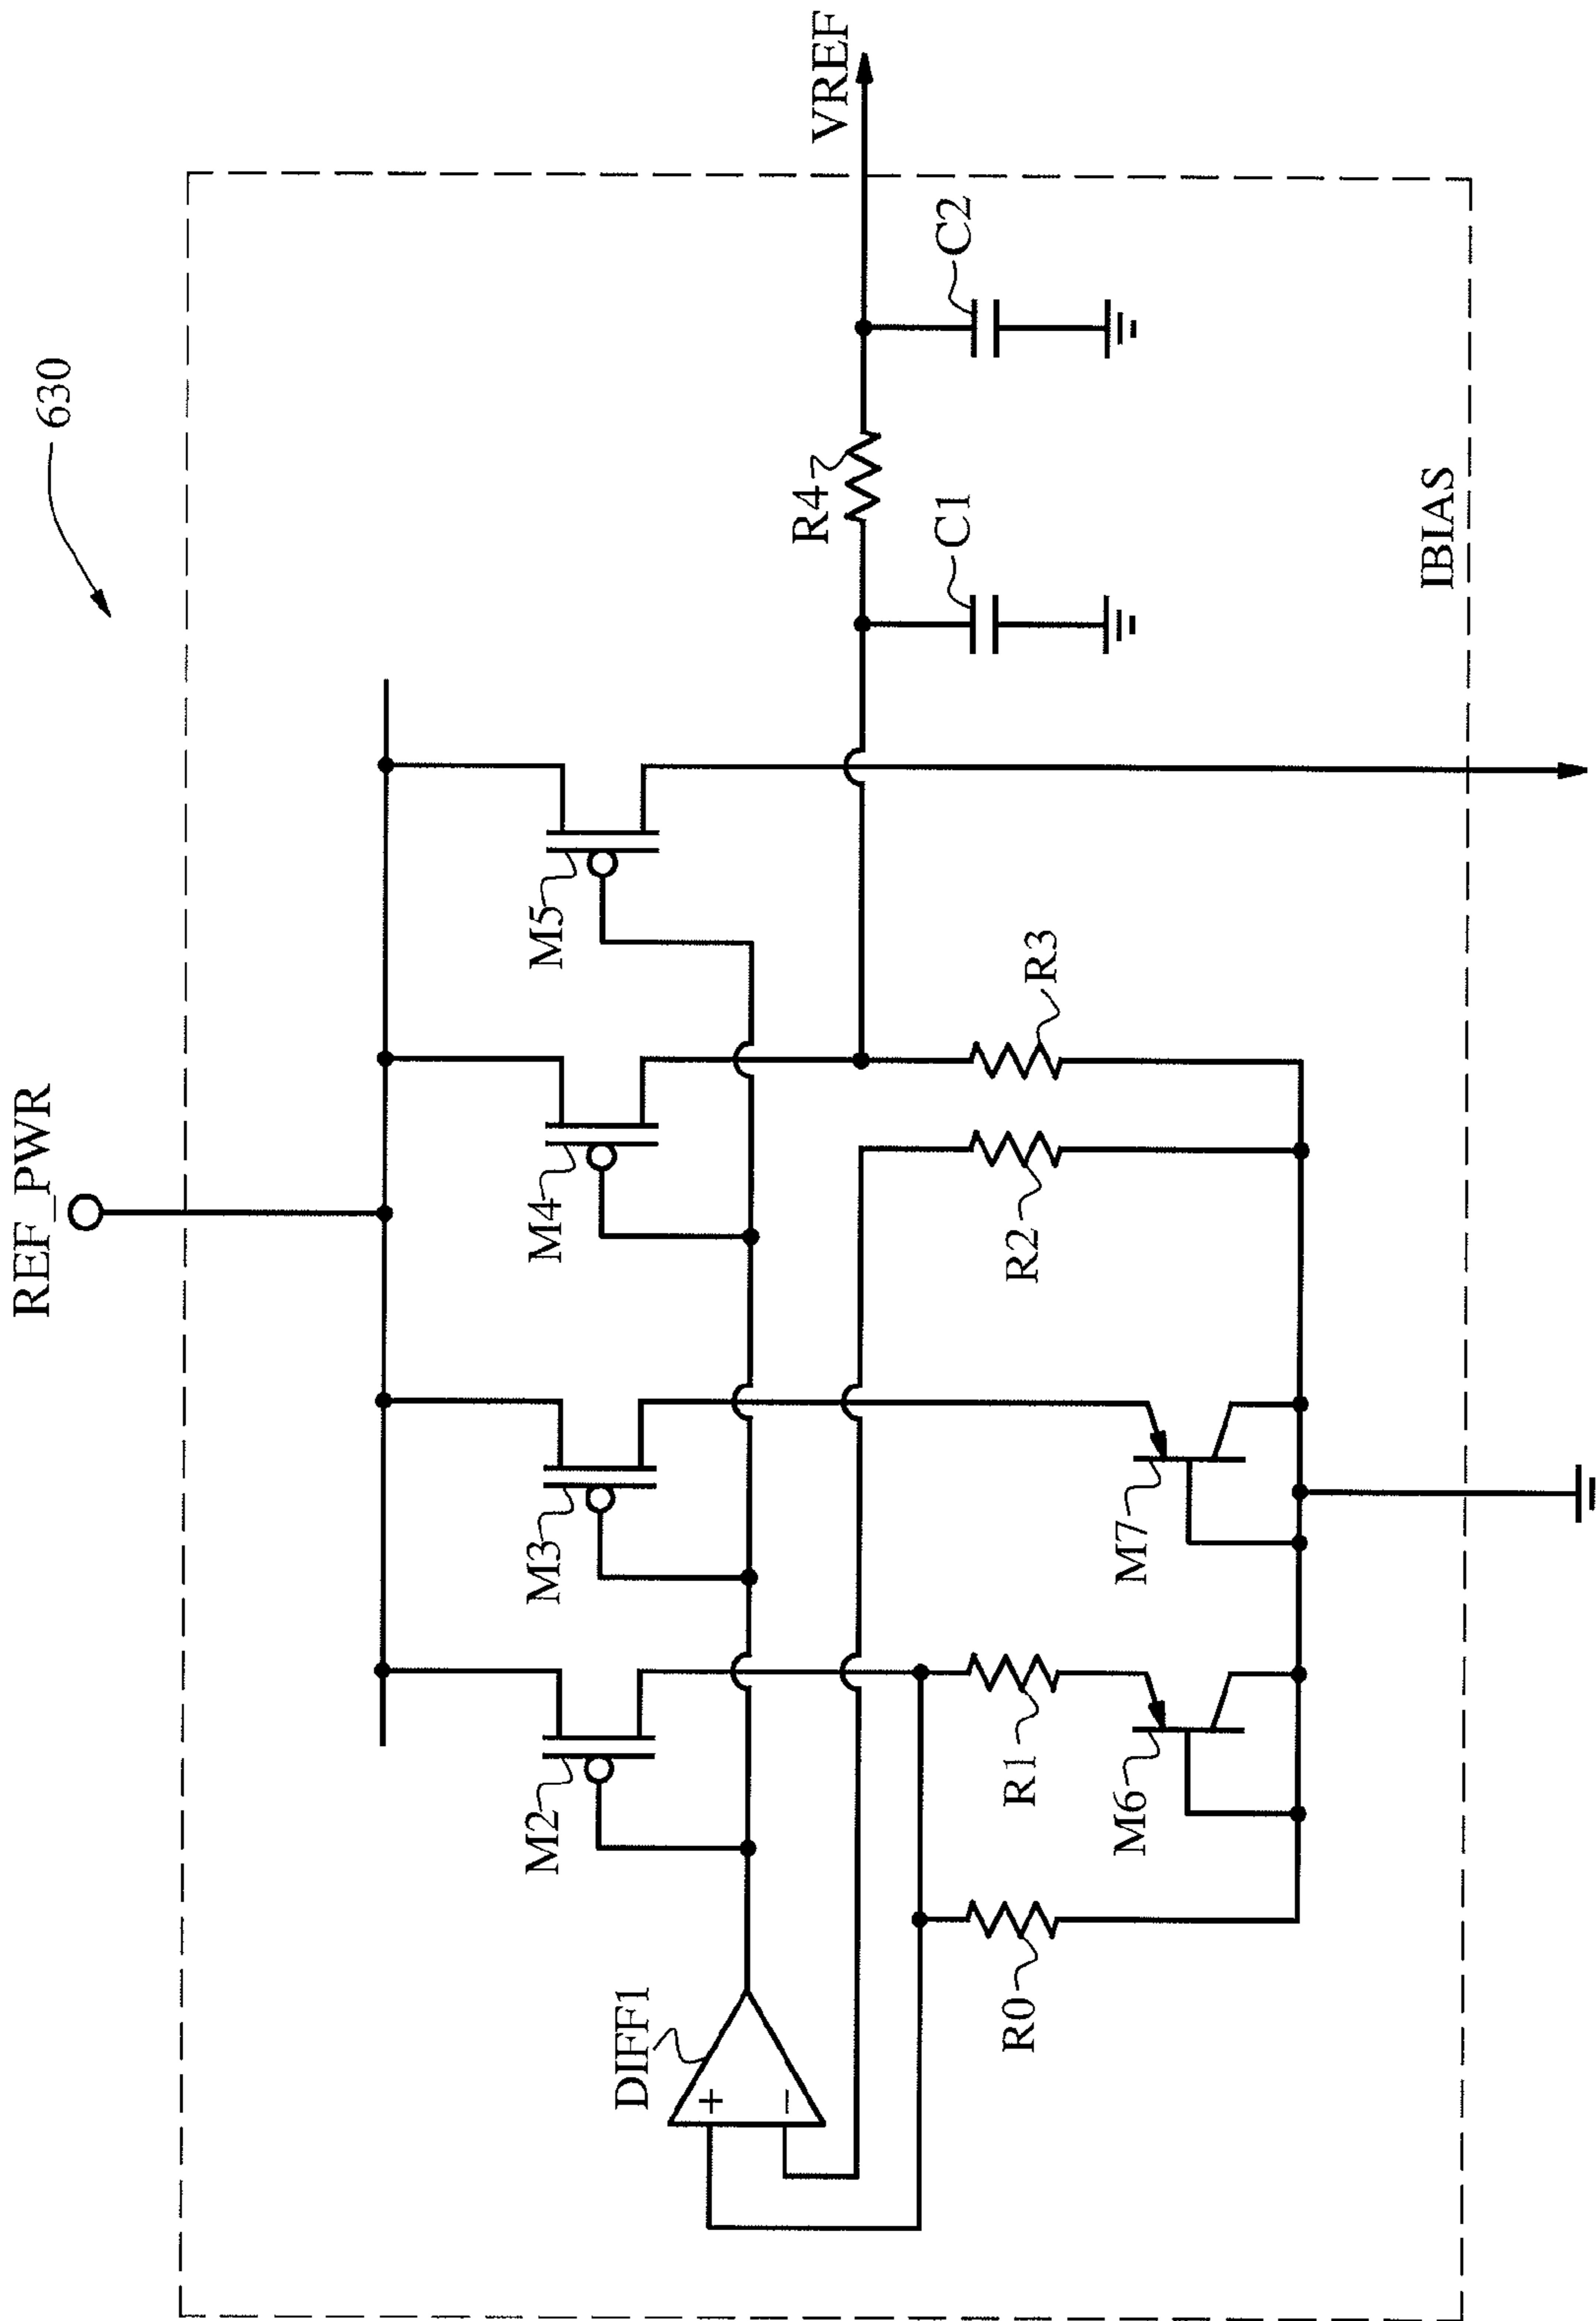 630
REF_PWR
VREF
M2
M3
M4
M5
DIFF1
+
−
R4
C1
C2
R0
R1
R2
R3
M6
M7
IBIAS